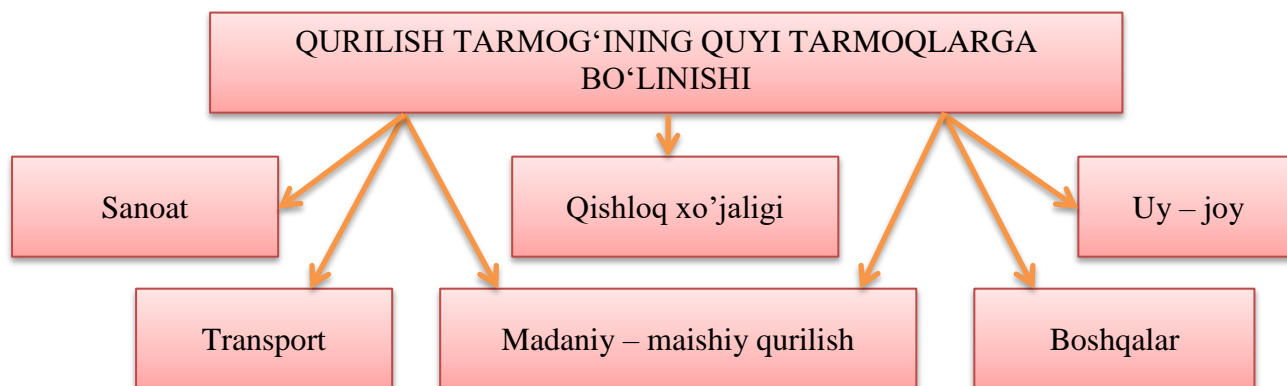 QURILISH TARMOG‘INING QUYI TARMOQLARGA
BO‘LINISHI
Sanoat
Qishloq xo’jaligi
Uy – joy
Transport
Madaniy – maishiy qurilish
Boshqalar